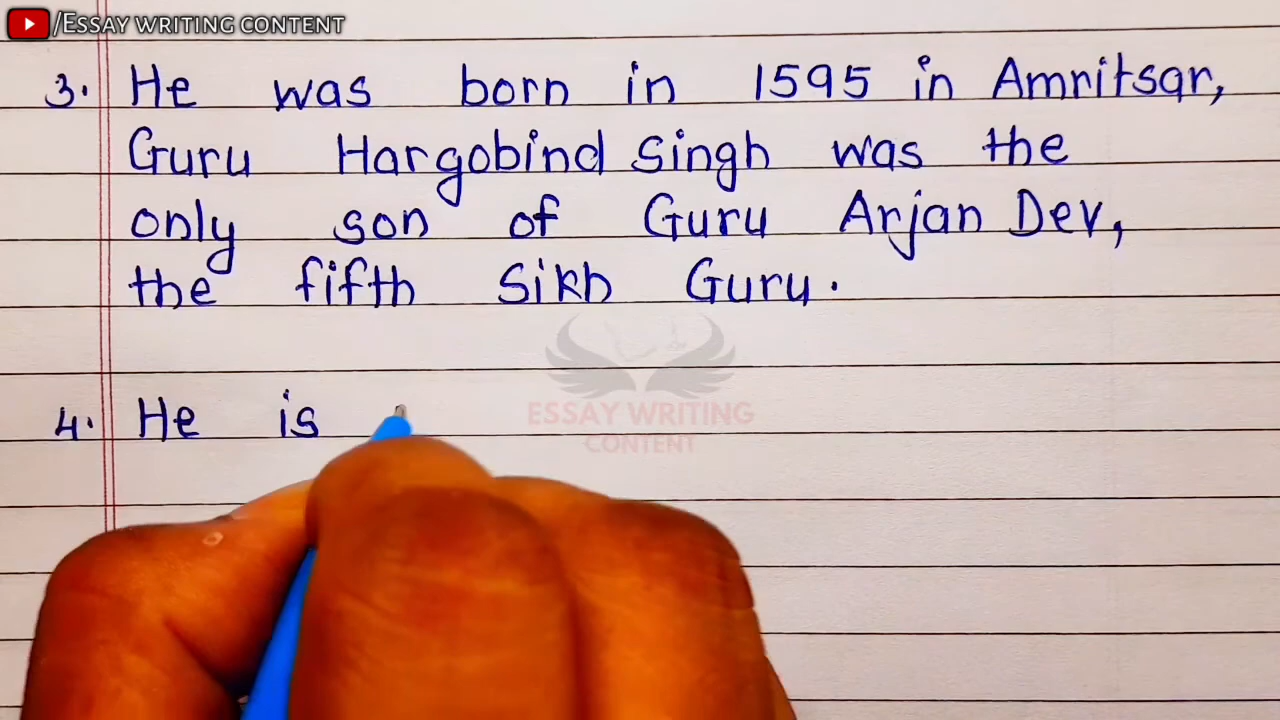 /ESSAY WRITING CONTENT
3. He was born in 1595 in Amritsar,
Guru Hargobind Singh was the
only son of Guru Arjan Dev,
the fifth Sikh Guru.
ESSAY WRITING
CONTENT
4. He is